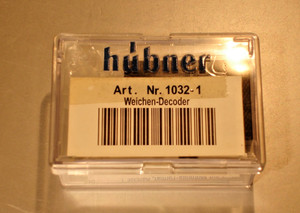 hübner
Art. Nr. 1032-1
Weichen-Decoder